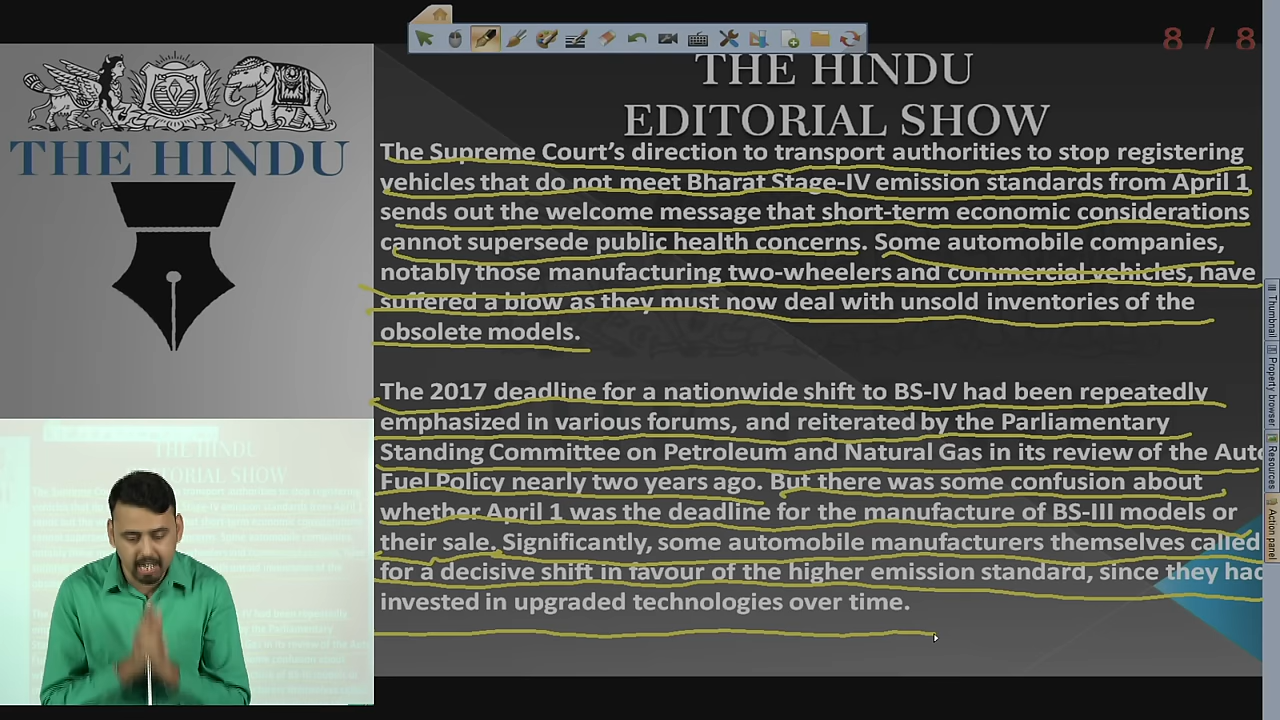 8 / 8
THE HINDU
EDITORIAL SHOW
THE HINDU
The Supreme Court's direction to transport authorities to stop registering
vehicles that do not meet Bharat Stage-IV emission standards from April 1
sends out the welcome message that short-term economic considerations
cannot supersede public health concerns. Some automobile companies,
notably those manufacturing two-wheelers and commercial vehicles, have
suffered a blow as they must now deal with unsold inventories of the
obsolete models.
The 2017 deadline for a nationwide shift to BS-IV had been repeatedly
emphasized in various forums, and reiterated by the Parliamentary
Standing Committee on Petroleum and Natural Gas in its review of the Auto
Fuel Policy nearly two years ago. But there was some confusion about
whether April 1 was the deadline for the manufacture of BS-III models or
their sale. Significantly, some automobile manufacturers themselves called
for a decisive shift in favour of the higher emission standard, since they had
invested in upgraded technologies over time.
Thumbnail
Property browser
Resources
Action panel